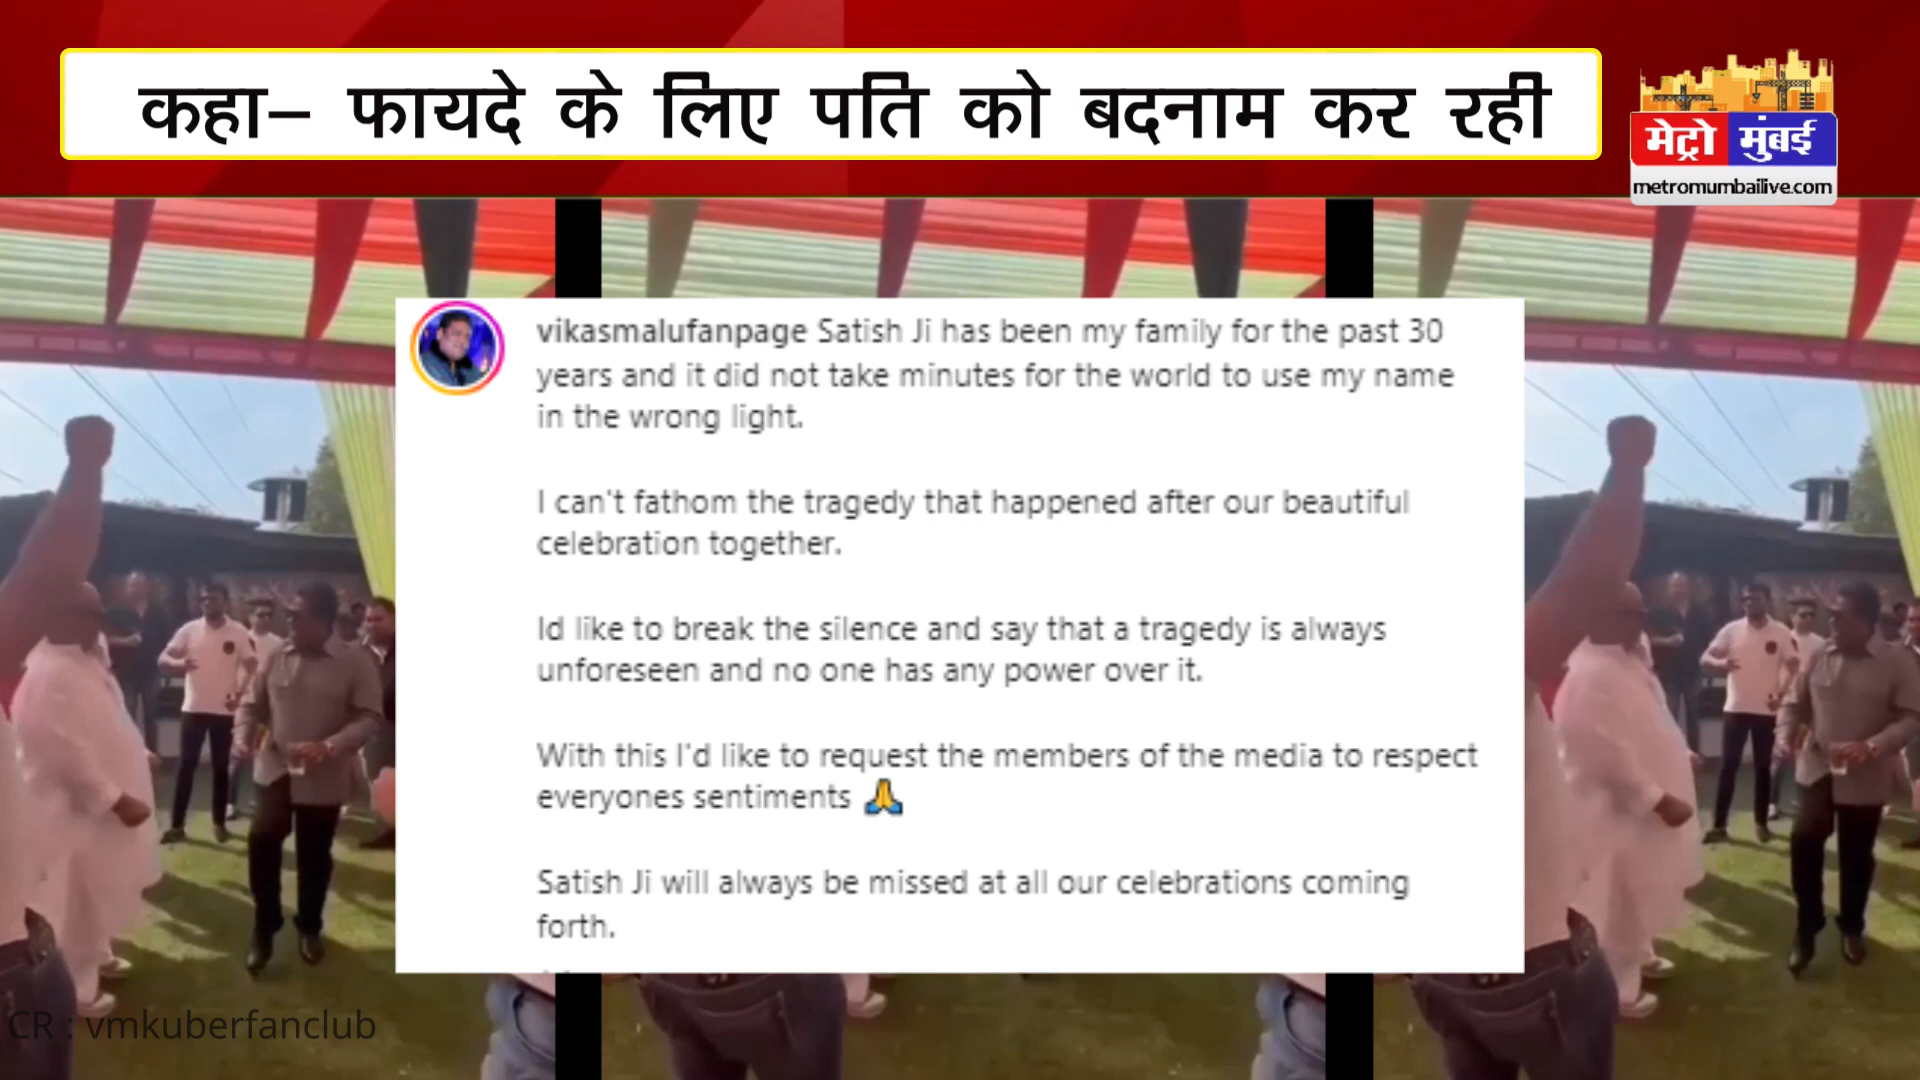 कहा– फायदे के लिए पति को बदनाम कर रही
मेट्रो मुंबई
metromumbailive.com
vikasmalufanpage Satish Ji has been my family for the past 30
years and it did not take minutes for the world to use my name
in the wrong light.
I can't fathom the tragedy that happened after our beautiful
celebration together.
Id like to break the silence and say that a tragedy is always
unforeseen and no one has any power over it.
With this I'd like to request the members of the media to respect
everyones sentiments 🙏
Satish Ji will always be missed at all our celebrations coming
forth.
CR : vmkuberfanclub